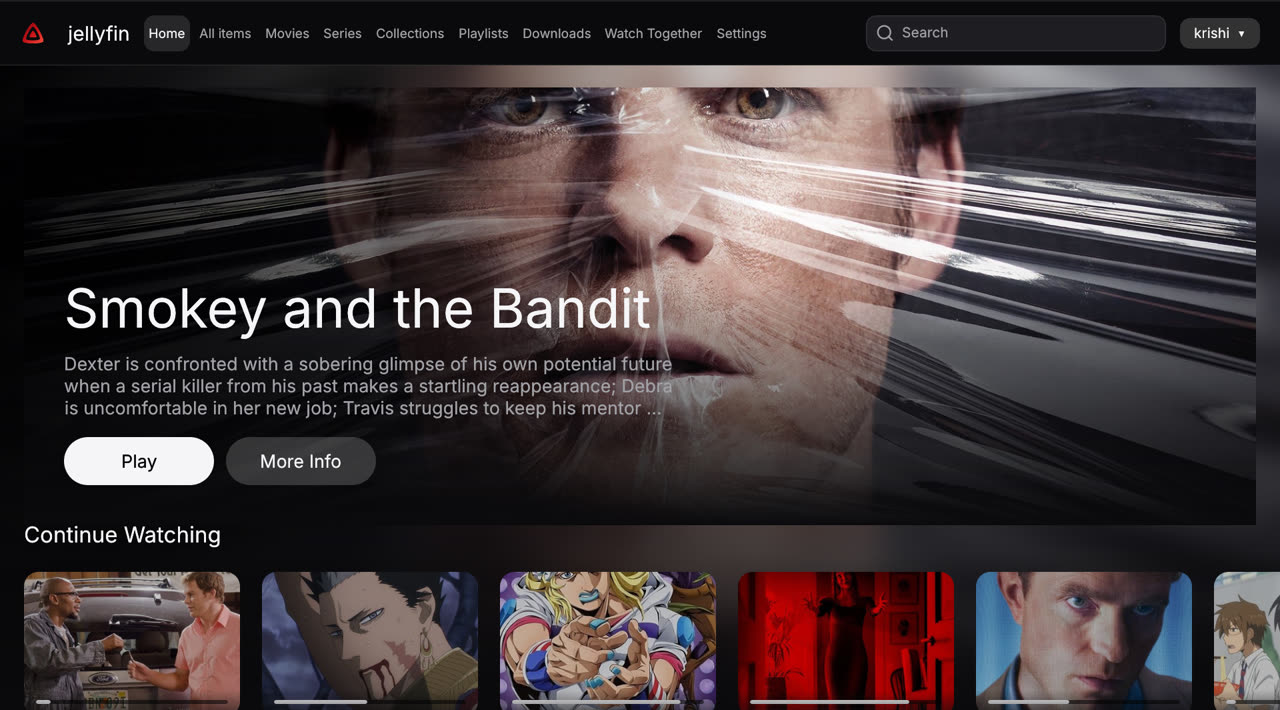 jellyfin
Home
All items
Movies
Series
Collections
Playlists
Downloads
Watch Together
Settings
Search
krishi ▼
Smokey and the Bandit
Dexter is confronted with a sobering glimpse of his own potential future
when a serial killer from his past makes a startling reappearance; Debra
is uncomfortable in her new job; Travis struggles to keep his mentor ...
Play
More Info
Continue Watching
Ford